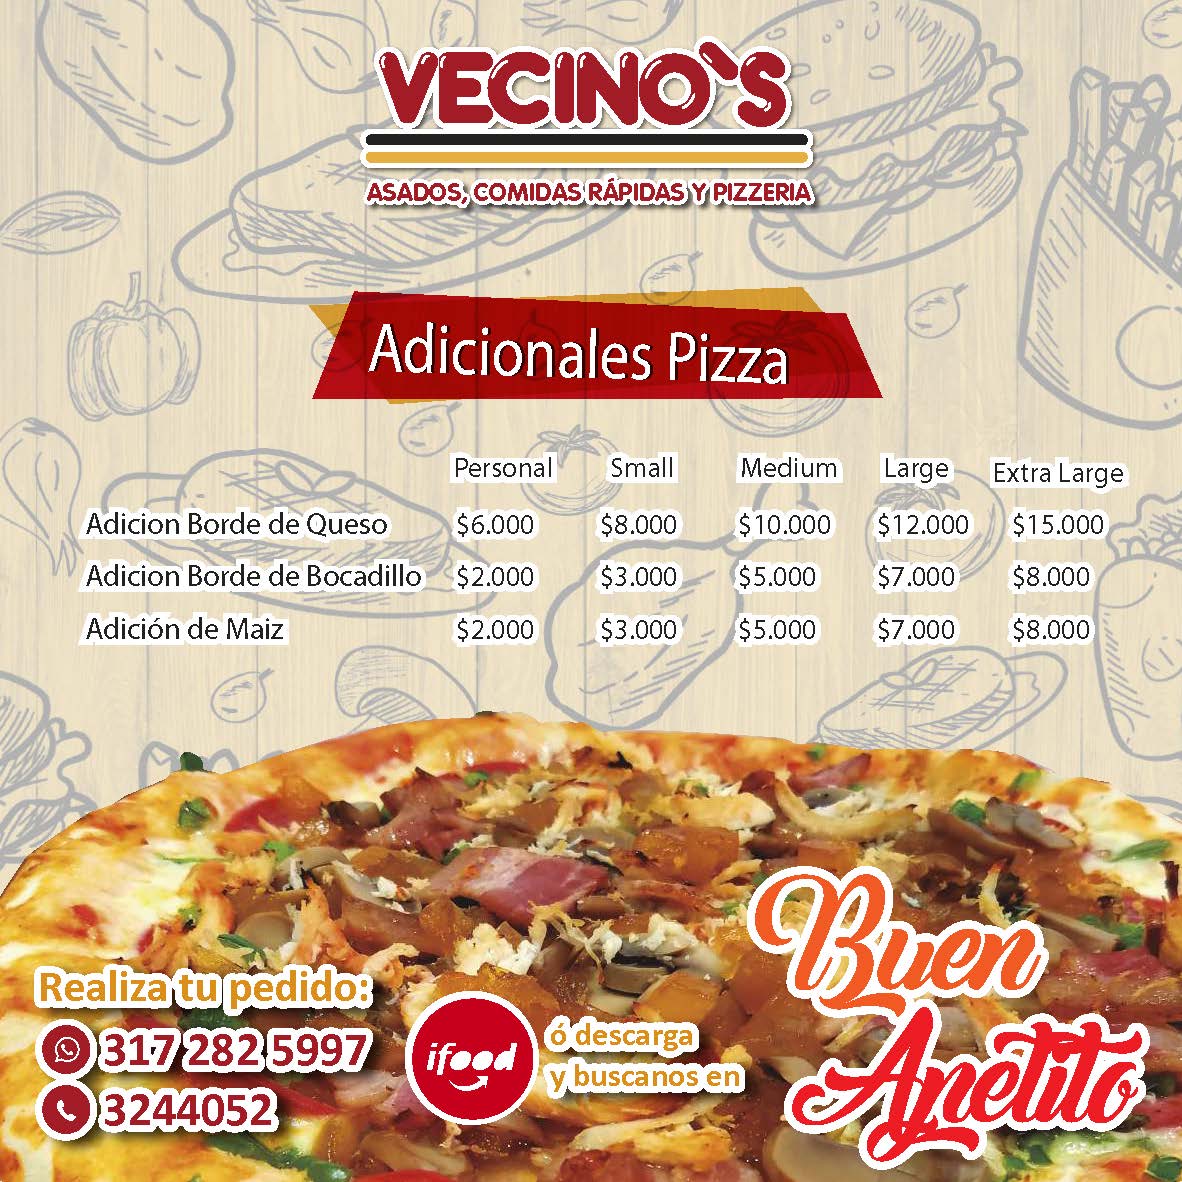 VECINO`S
ASADOS, COMIDAS RÁPIDAS Y PIZZERIA
Adicionales Pizza
Personal Small Medium Large Extra Large
Adicion Borde de Queso $6.000 $8.000 $10.000 $12.000 $15.000
Adicion Borde de Bocadillo $2.000 $3.000 $5.000 $7.000 $8.000
Adición de Maiz $2.000 $3.000 $5.000 $7.000 $8.000
Realiza tu pedido:
317 282 5997
3244052
ifood
ó descarga
y buscanos en
Buen
Apetito